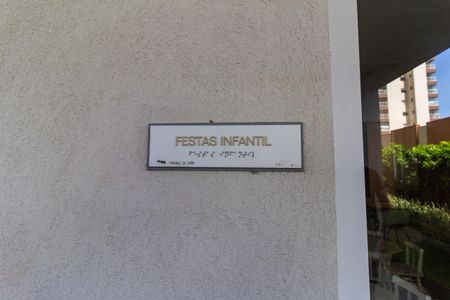 FESTAS INFANTIL
⠋⠑⠎⠞⠁⠎ ⠊⠝⠋⠁⠝⠞⠊⠇